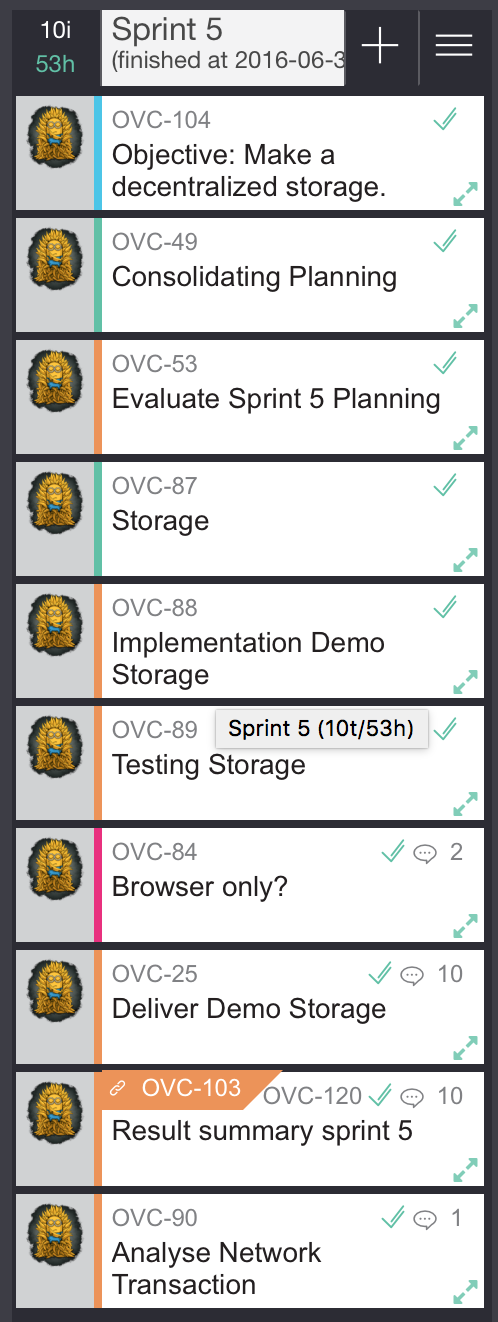 10i
53h
Sprint 5
(finished at 2016-06-3
OVC-104
Objective: Make a
decentralized storage.
OVC-49
Consolidating Planning
OVC-53
Evaluate Sprint 5 Planning
OVC-87
Storage
OVC-88
Implementation Demo
Storage
OVC-89
Sprint 5 (10t/53h)
Testing Storage
OVC-84 2
Browser only?
OVC-25 10
Deliver Demo Storage
OVC-103 OVC-120 10
Result summary sprint 5
OVC-90 1
Analyse Network
Transaction